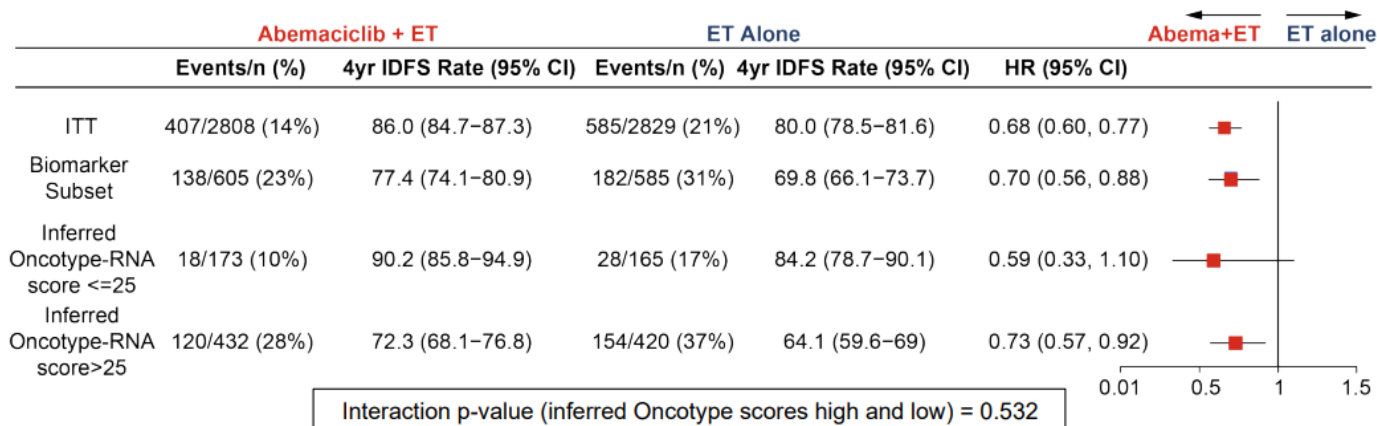 Abemaciclib + ET ET Alone Abema+ET ET alone
Events/n (%) 4yr IDFS Rate (95% CI) Events/n (%) 4yr IDFS Rate (95% CI) HR (95% CI)
ITT 407/2808 (14%) 86.0 (84.7−87.3) 585/2829 (21%) 80.0 (78.5−81.6) 0.68 (0.60, 0.77)
Biomarker
Subset 138/605 (23%) 77.4 (74.1−80.9) 182/585 (31%) 69.8 (66.1−73.7) 0.70 (0.56, 0.88)
Inferred
Oncotype-RNA 18/173 (10%) 90.2 (85.8−94.9) 28/165 (17%) 84.2 (78.7−90.1) 0.59 (0.33, 1.10)
score <=25
Inferred
Oncotype-RNA 120/432 (28%) 72.3 (68.1−76.8) 154/420 (37%) 64.1 (59.6−69) 0.73 (0.57, 0.92)
score>25
0.01 0.5 1 1.5
Interaction p-value (inferred Oncotype scores high and low) = 0.532